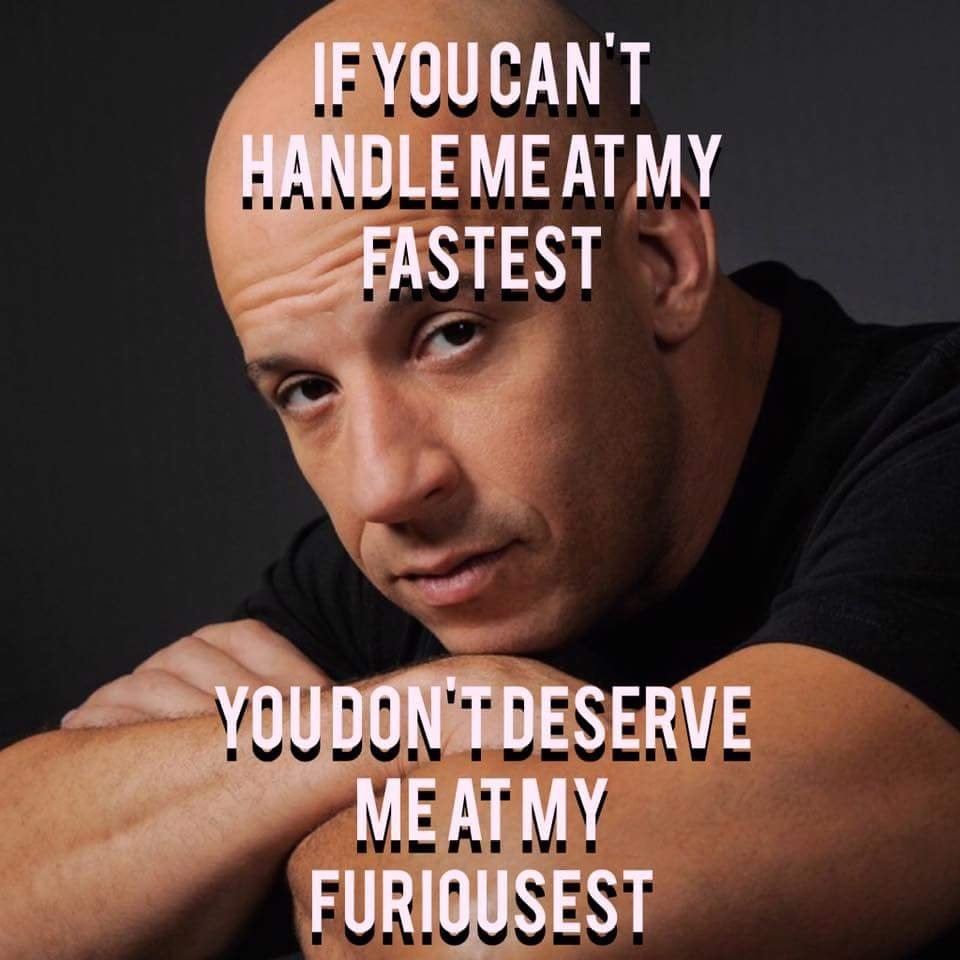 IF YOU CAN'T
HANDLE ME AT MY
FASTEST
YOU DON'T DESERVE
ME AT MY
FURIOUSEST